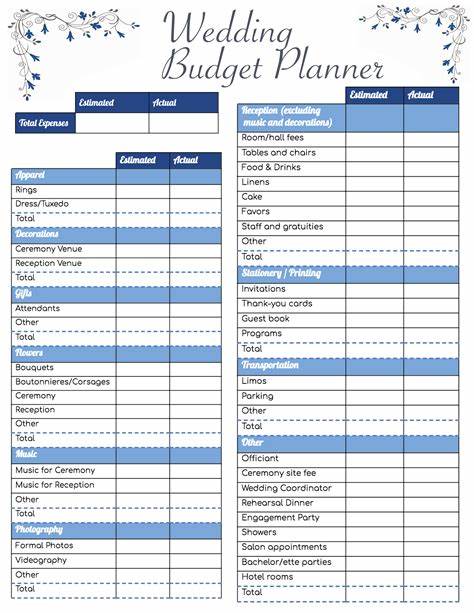 Wedding
Budget Planner
Estimated Actual
Total Expenses
Estimated Actual
Apparel
Rings
Dress/Tuxedo
Total
Decorations
Ceremony Venue
Reception Venue
Total
Gifts
Attendants
Other
Total
Flowers
Bouquets
Boutonnieres/Corsages
Ceremony
Reception
Other
Total
Music
Music for Ceremony
Music for Reception
Other
Total
Photography
Formal Photos
Videography
Other
Total
Estimated Actual
Reception (excluding
music and decorations)
Room/hall fees
Tables and chairs
Food & Drinks
Linens
Cake
Favors
Staff and gratuities
Other
Total
Stationery / Printing
Invitations
Thank-you cards
Guest book
Programs
Total
Transportation
Limos
Parking
Other
Total
Other
Officiant
Ceremony site fee
Wedding Coordinator
Rehearsal Dinner
Engagement Party
Showers
Salon appointments
Bachelor/ette parties
Hotel rooms
Total